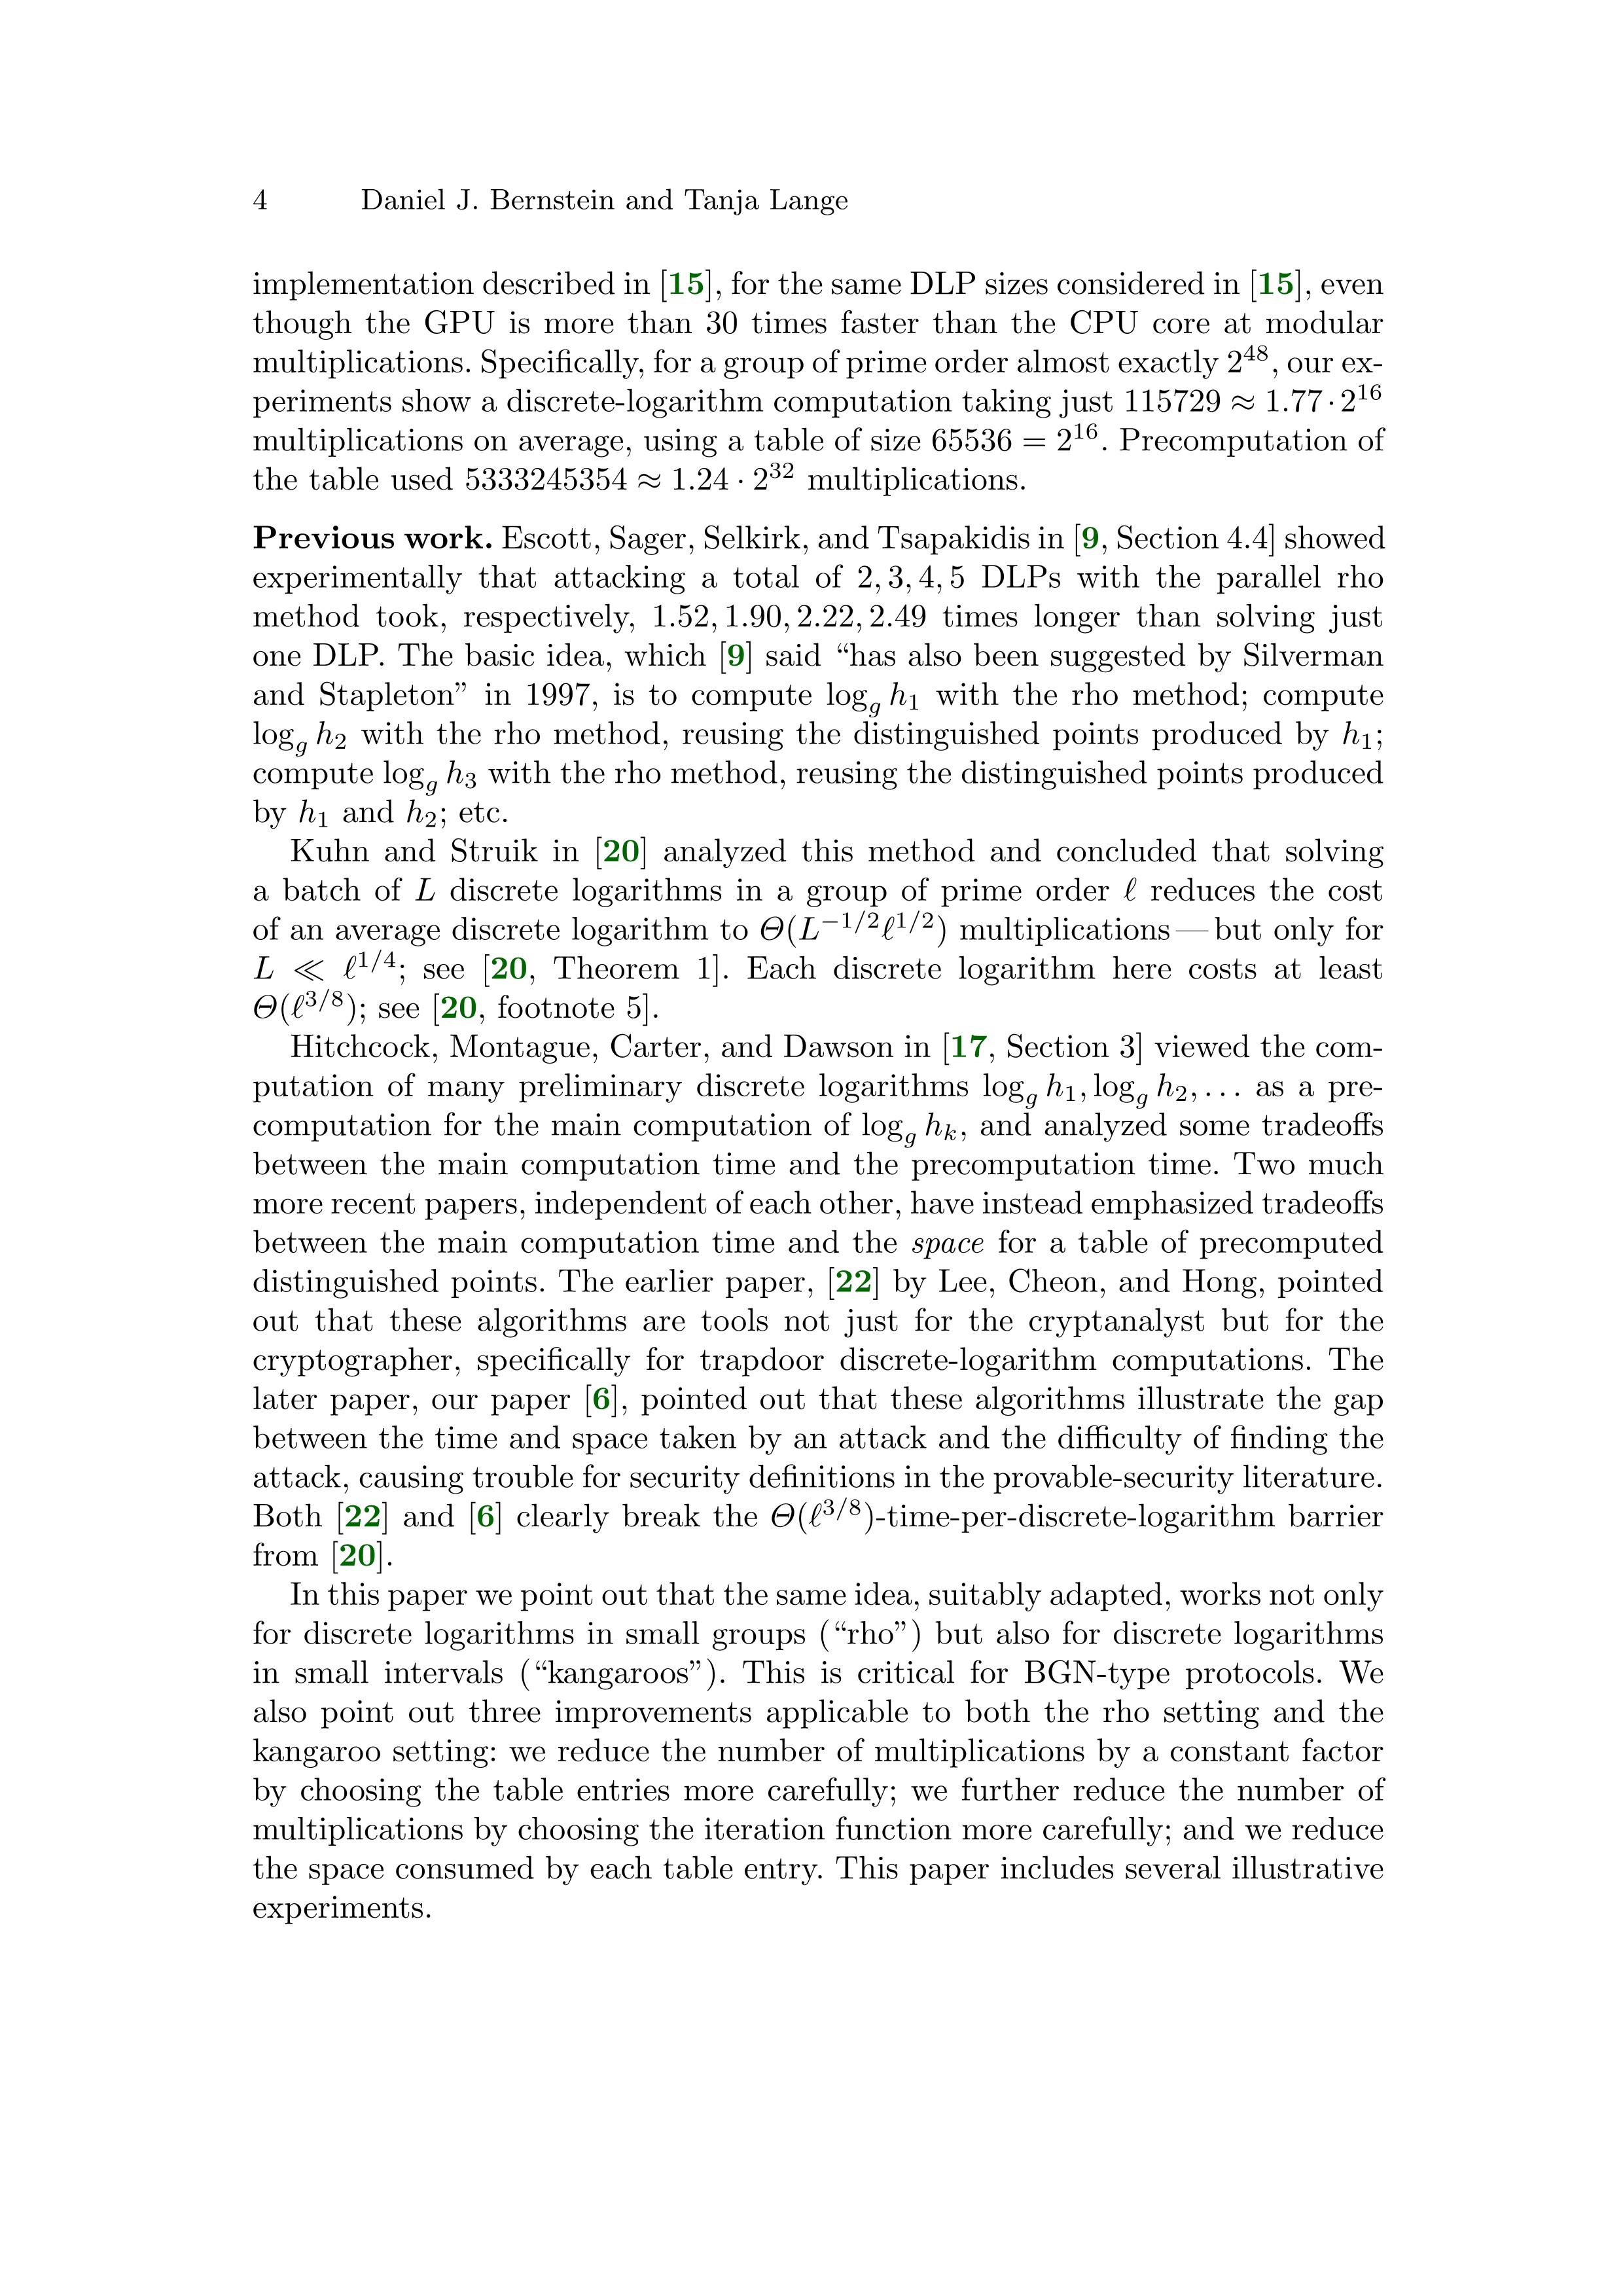 4 Daniel J. Bernstein and Tanja Lange
implementation described in [15], for the same DLP sizes considered in [15], even
though the GPU is more than 30 times faster than the CPU core at modular
multiplications. Specifically, for a group of prime order almost exactly 2^48, our ex-
periments show a discrete-logarithm computation taking just 115729 ≈ 1.77 · 2^16
multiplications on average, using a table of size 65536 = 2^16. Precomputation of
the table used 5333245354 ≈ 1.24 · 2^32 multiplications.
Previous work. Escott, Sager, Selkirk, and Tsapakidis in [9, Section 4.4] showed
experimentally that attacking a total of 2, 3, 4, 5 DLPs with the parallel rho
method took, respectively, 1.52, 1.90, 2.22, 2.49 times longer than solving just
one DLP. The basic idea, which [9] said “has also been suggested by Silverman
and Stapleton” in 1997, is to compute log_g h_1 with the rho method; compute
log_g h_2 with the rho method, reusing the distinguished points produced by h_1;
compute log_g h_3 with the rho method, reusing the distinguished points produced
by h_1 and h_2; etc.
Kuhn and Struik in [20] analyzed this method and concluded that solving
a batch of L discrete logarithms in a group of prime order ℓ reduces the cost
of an average discrete logarithm to Θ(L^{−1/2}ℓ^{1/2}) multiplications — but only for
L ≪ ℓ^{1/4}; see [20, Theorem 1]. Each discrete logarithm here costs at least
Θ(ℓ^{3/8}); see [20, footnote 5].
Hitchcock, Montague, Carter, and Dawson in [17, Section 3] viewed the com-
putation of many preliminary discrete logarithms log_g h_1, log_g h_2, . . . as a pre-
computation for the main computation of log_g h_k, and analyzed some tradeoffs
between the main computation time and the precomputation time. Two much
more recent papers, independent of each other, have instead emphasized tradeoffs
between the main computation time and the space for a table of precomputed
distinguished points. The earlier paper, [22] by Lee, Cheon, and Hong, pointed
out that these algorithms are tools not just for the cryptanalyst but for the
cryptographer, specifically for trapdoor discrete-logarithm computations. The
later paper, our paper [6], pointed out that these algorithms illustrate the gap
between the time and space taken by an attack and the difficulty of finding the
attack, causing trouble for security definitions in the provable-security literature.
Both [22] and [6] clearly break the Θ(ℓ^{3/8})-time-per-discrete-logarithm barrier
from [20].
In this paper we point out that the same idea, suitably adapted, works not only
for discrete logarithms in small groups (“rho”) but also for discrete logarithms
in small intervals (“kangaroos”). This is critical for BGN-type protocols. We
also point out three improvements applicable to both the rho setting and the
kangaroo setting: we reduce the number of multiplications by a constant factor
by choosing the table entries more carefully; we further reduce the number of
multiplications by choosing the iteration function more carefully; and we reduce
the space consumed by each table entry. This paper includes several illustrative
experiments.